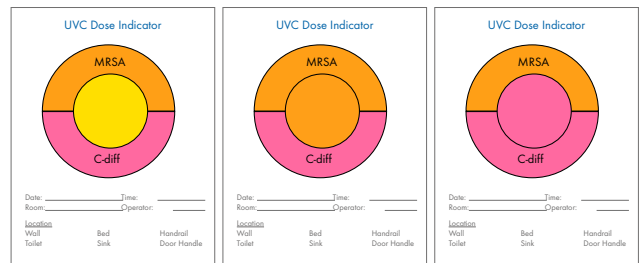 UVC Dose Indicator
MRSA
C-diff
Date: Time:
Room: Operator:
Location
Wall Bed Handrail
Toilet Sink Door Handle
UVC Dose Indicator
MRSA
C-diff
Date: Time:
Room: Operator:
Location
Wall Bed Handrail
Toilet Sink Door Handle
UVC Dose Indicator
MRSA
C-diff
Date: Time:
Room: Operator:
Location
Wall Bed Handrail
Toilet Sink Door Handle